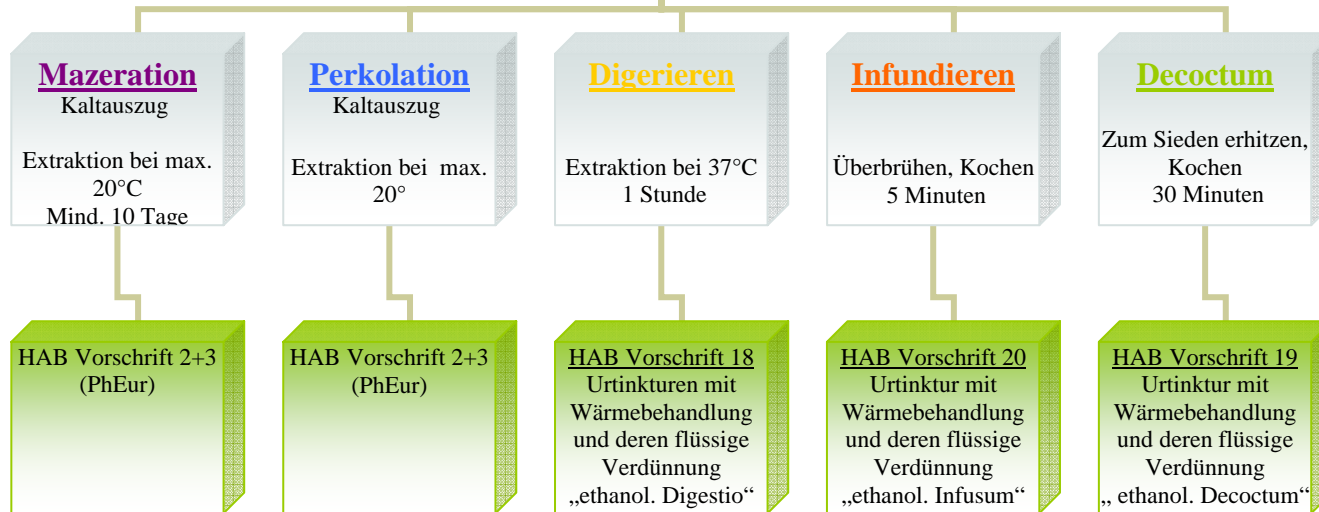 Mazeration
Kaltauszug
Extraktion bei max.
20°C
Mind. 10 Tage
Perkolation
Kaltauszug
Extraktion bei max.
20°
Digerieren
Extraktion bei 37°C
1 Stunde
Infundieren
Überbrühen, Kochen
5 Minuten
Decoctum
Zum Sieden erhitzen,
Kochen
30 Minuten
HAB Vorschrift 2+3
(PhEur)
HAB Vorschrift 2+3
(PhEur)
HAB Vorschrift 18
Urtinkturen mit
Wärmebehandlung
und deren flüssige
Verdünnung
„ethanol. Digestio“
HAB Vorschrift 20
Urtinktur mit
Wärmebehandlung
und deren flüssige
Verdünnung
„ethanol. Infusum“
HAB Vorschrift 19
Urtinktur mit
Wärmebehandlung
und deren flüssige
Verdünnung
„ ethanol. Decoctum“